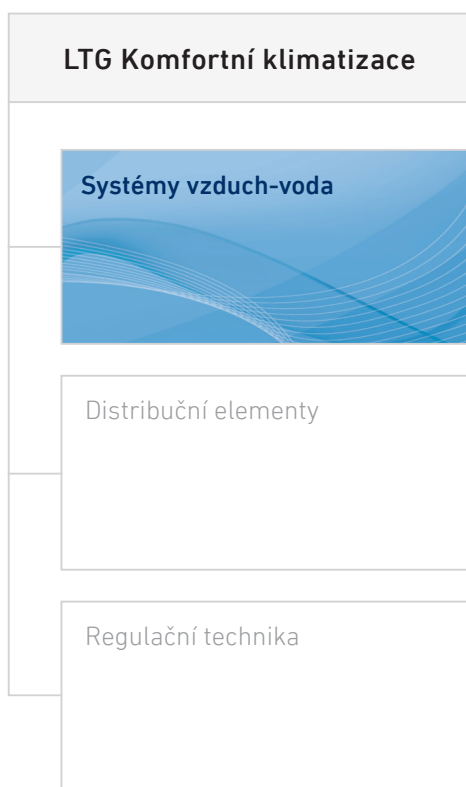 LTG Komfortní klimatizace
Systémy vzduch-voda
Distribuční elementy
Regulační technika